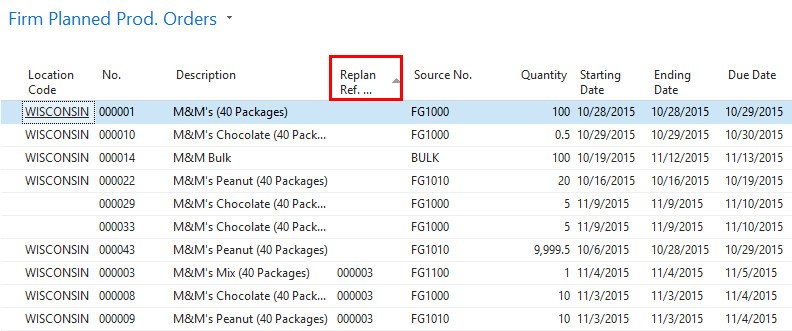 Firm Planned Prod. Orders
Location Code No. Description Replan Ref. ... Source No. Quantity Starting Date Ending Date Due Date
WISCONSIN 000001 M&M's (40 Packages) FG1000 100 10/28/2015 10/28/2015 10/29/2015
WISCONSIN 000010 M&M's Chocolate (40 Pack... FG1000 0.5 10/29/2015 10/29/2015 10/30/2015
WISCONSIN 000014 M&M Bulk BULK 100 10/19/2015 11/12/2015 11/13/2015
WISCONSIN 000022 M&M's Peanut (40 Packages) FG1010 20 10/16/2015 10/16/2015 10/19/2015
000029 M&M's Chocolate (40 Pack... FG1000 5 11/9/2015 11/9/2015 11/10/2015
000033 M&M's Chocolate (40 Pack... FG1000 5 11/9/2015 11/9/2015 11/10/2015
WISCONSIN 000043 M&M's Peanut (40 Packages) FG1010 9,999.5 10/6/2015 10/28/2015 10/29/2015
WISCONSIN 000003 M&M's Mix (40 Packages) 000003 FG1100 1 11/4/2015 11/4/2015 11/5/2015
WISCONSIN 000008 M&M's Chocolate (40 Pack... 000003 FG1000 10 11/3/2015 11/3/2015 11/4/2015
WISCONSIN 000009 M&M's Peanut (40 Packages) 000003 FG1010 10 11/3/2015 11/3/2015 11/4/2015